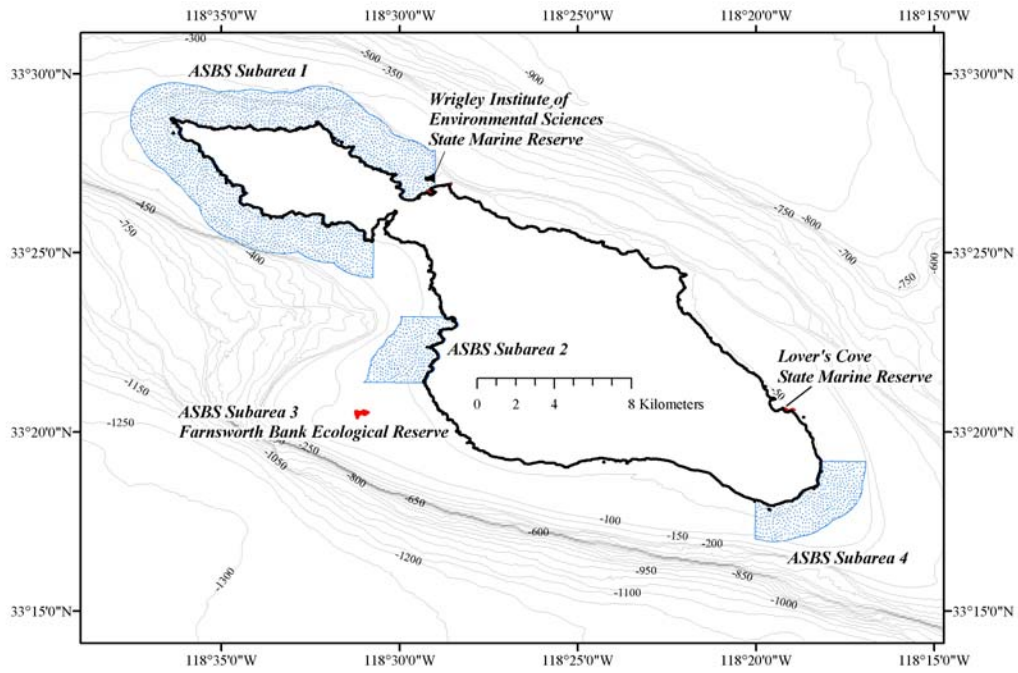 118°35'0"W 118°30'0"W 118°25'0"W 118°20'0"W 118°15'0"W
33°30'0"N
33°30'0"N
-300
-500
-350
-900
ASBS Subarea 1
Wrigley Institute of
Environmental Sciences
State Marine Reserve
-450
-750
-400
-750
-800
-700
-750
-600
33°25'0"N
33°25'0"N
ASBS Subarea 2
0 2 4 8 Kilometers
Lover's Cove
State Marine Reserve
-50
-1150
-1250
ASBS Subarea 3
Farnsworth Bank Ecological Reserve
33°20'0"N
33°20'0"N
-250
-1050
-800
-650
-600
-100
-150
-200
ASBS Subarea 4
-1200
-950
-850
-1100
-1000
-1300
33°15'0"N
33°15'0"N
118°35'0"W 118°30'0"W 118°25'0"W 118°20'0"W 118°15'0"W